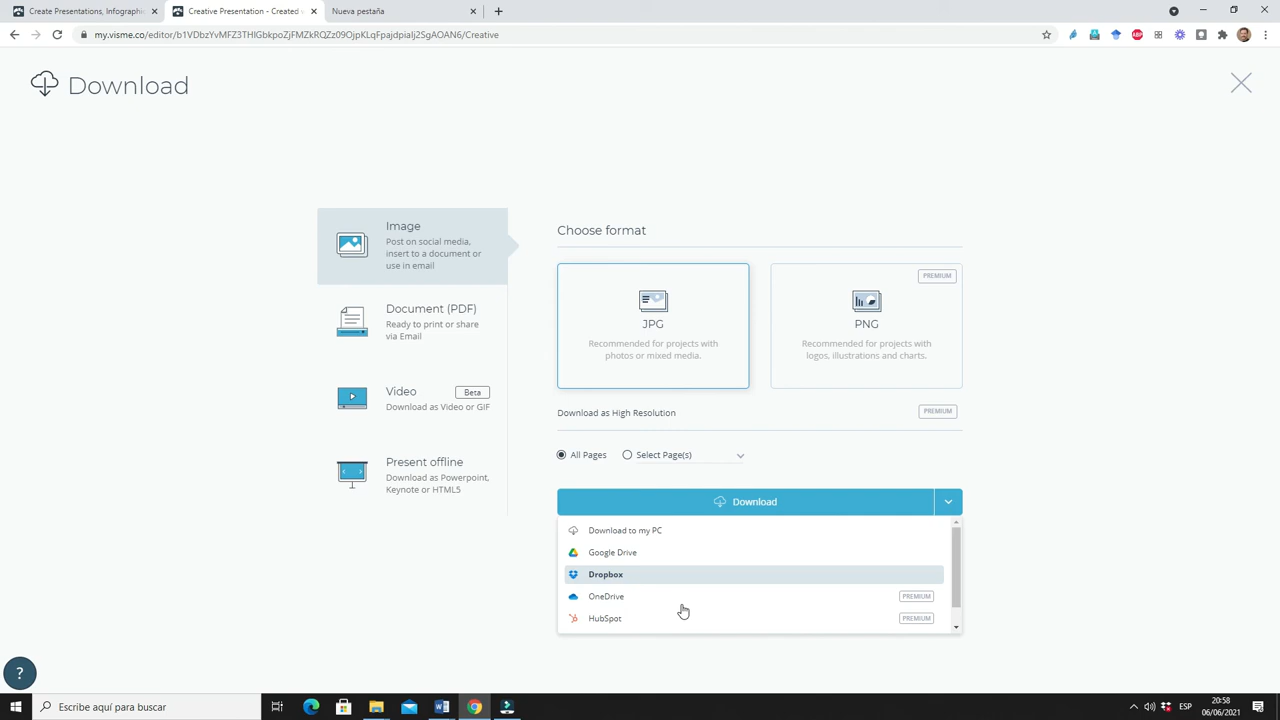 Create Presentations, Infographic
Creative Presentation - Created v
Nueva pestaña
my.visme.co/editor/b1VDbzYvMFZ3THlGbkpoZjFMZkRQZz09OjpKLqFpajdpialj2SgAOAN6/Creative
Download
Image
Post on social media,
insert to a document or
use in email
Document (PDF)
Ready to print or share
via Email
Video
Beta
Download as Video or GIF
Present offline
Download as Powerpoint,
Keynote or HTML5
Choose format
JPG
Recommended for projects with
photos or mixed media.
PREMIUM
PNG
Recommended for projects with
logos, illustrations and charts.
Download as High Resolution
PREMIUM
All Pages
Select Page(s)
Download
Download to my PC
Google Drive
Dropbox
OneDrive
PREMIUM
HubSpot
PREMIUM
?
Escribe aquí para buscar
ESP
20:58
06/06/2021
ABP